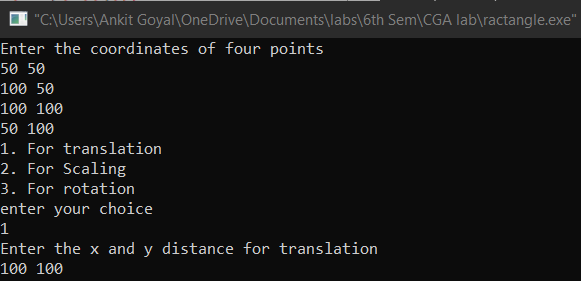 "C:\Users\Ankit Goyal\OneDrive\Documents\labs\6th Sem\CGA lab\ractangle.exe"
Enter the coordinates of four points
50 50
100 50
100 100
50 100
1. For translation
2. For Scaling
3. For rotation
enter your choice
1
Enter the x and y distance for translation
100 100